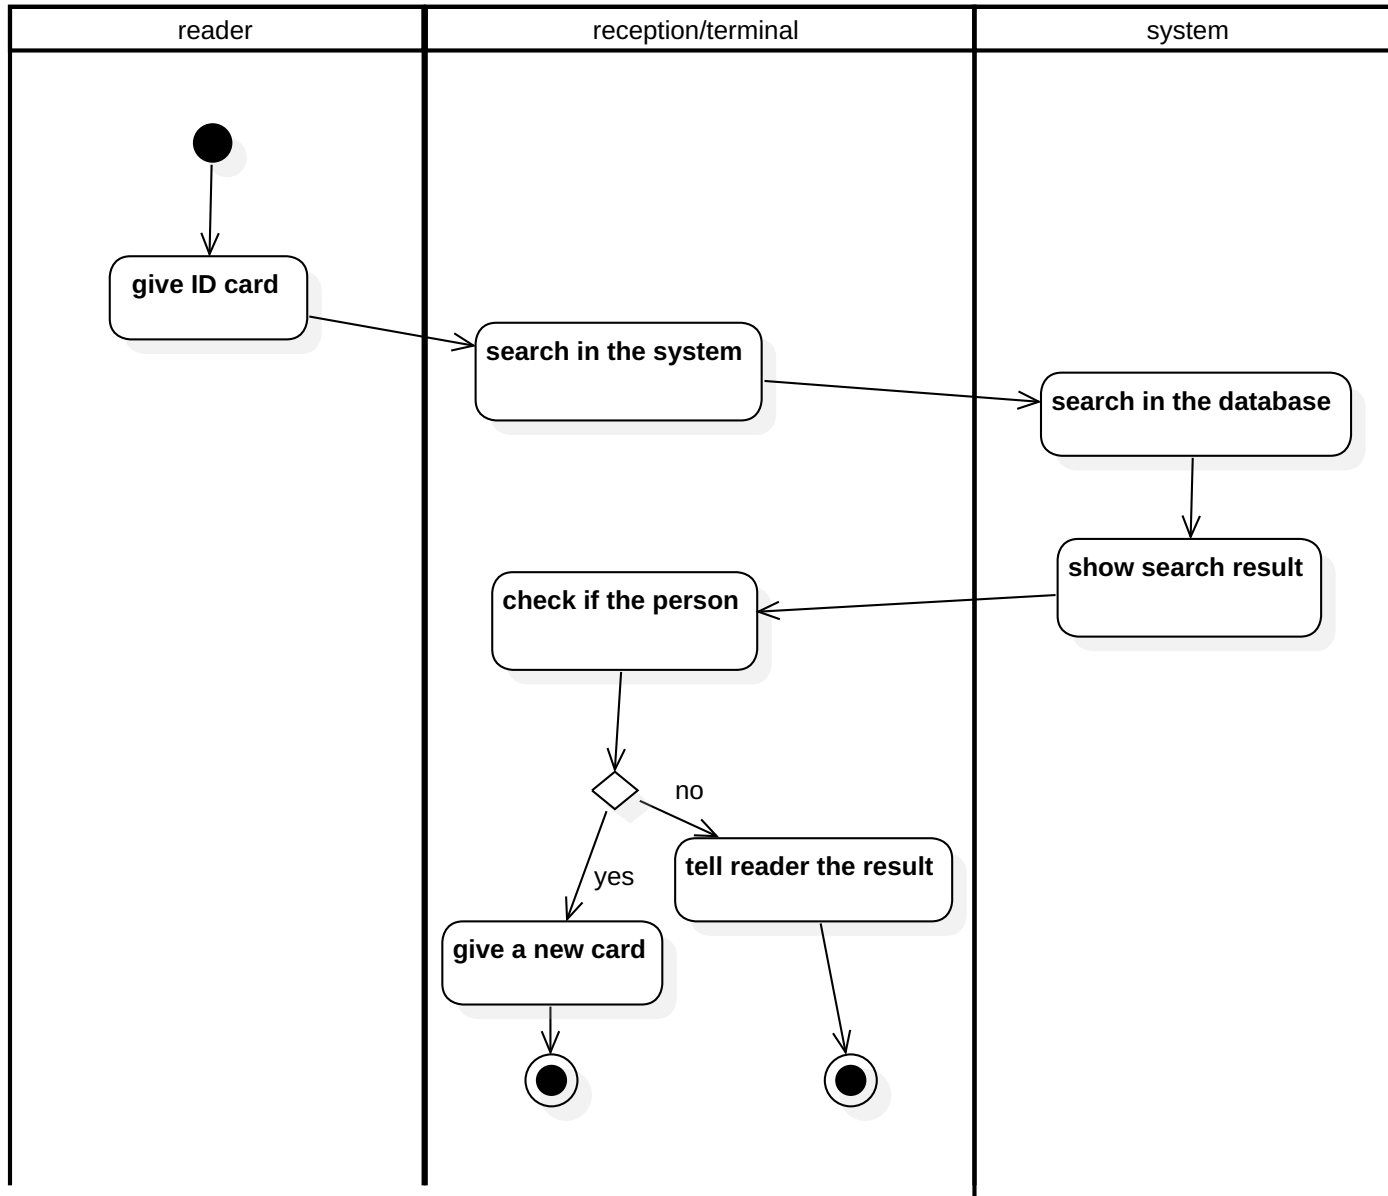 reader
reception/terminal
system
give ID card
search in the system
search in the database
show search result
check if the person
no
tell reader the result
yes
give a new card